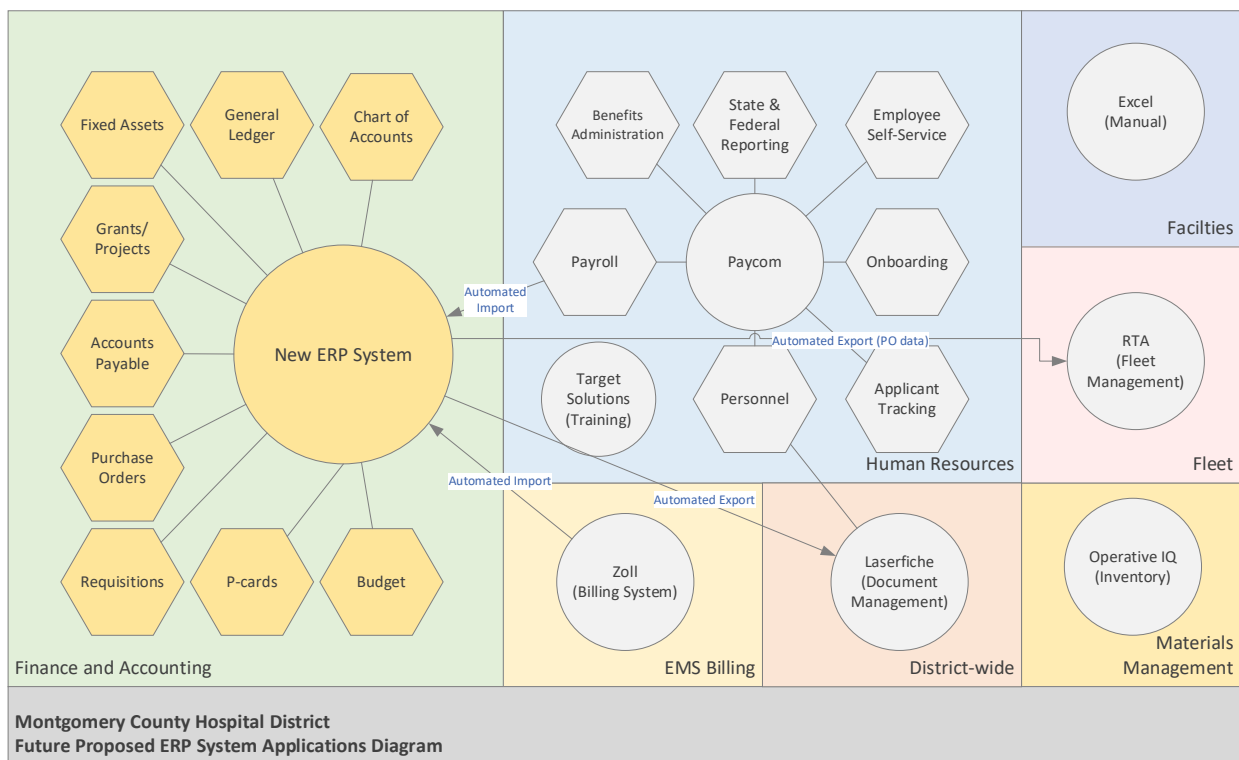 Fixed Assets
General
Ledger
Chart of
Accounts
Grants/
Projects
Accounts
Payable
Purchase
Orders
Requisitions
P-cards
Budget
New ERP System
Finance and Accounting
Benefits
Administration
State &
Federal
Reporting
Employee
Self-Service
Payroll
Paycom
Onboarding
Automated
Import
Automated Export (PO data)
Target
Solutions
(Training)
Personnel
Applicant
Tracking
Human Resources
Excel
(Manual)
Facilties
RTA
(Fleet
Management)
Fleet
Automated Import
Automated Export
Zoll
(Billing System)
EMS Billing
Laserfiche
(Document
Management)
District-wide
Operative IQ
(Inventory)
Materials
Management
Montgomery County Hospital District
Future Proposed ERP System Applications Diagram